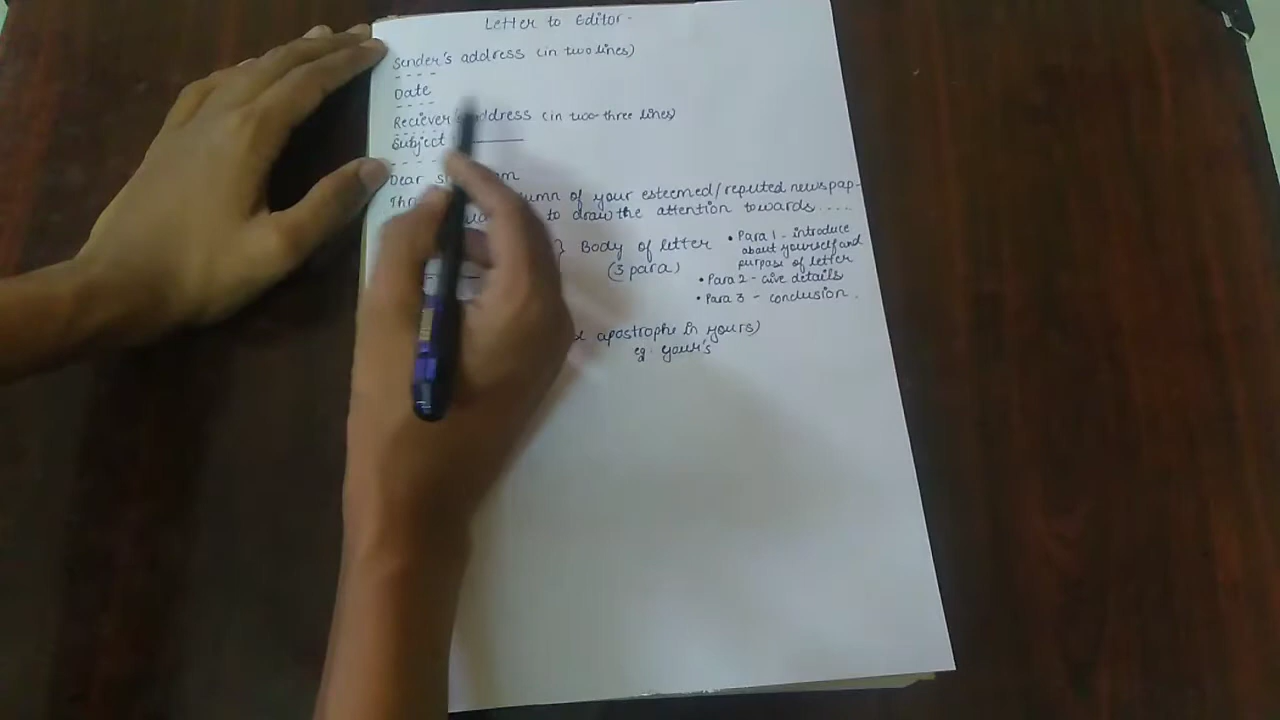 Letter to Editor -
Sender's address (in two lines)
Date
Reciever's address (in two-three lines)
Subject
Dear
of your esteemed/reputed newspap-
to draw the attention towards....
} Body of letter
(3 para)
• Para 1 - introduce
about yourself and
purpose of letter
• Para 2 - Give details
• Para 3 - conclusion.
apostrophe in yours)
eg: your's